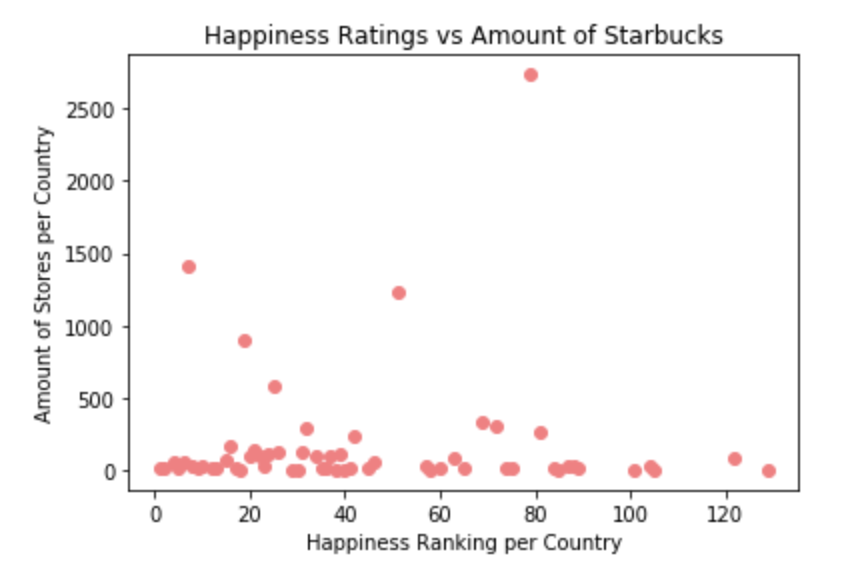 Happiness Ratings vs Amount of Starbucks
2500
2000
1500
1000
500
0
Amount of Stores per Country
0 20 40 60 80 100 120
Happiness Ranking per Country